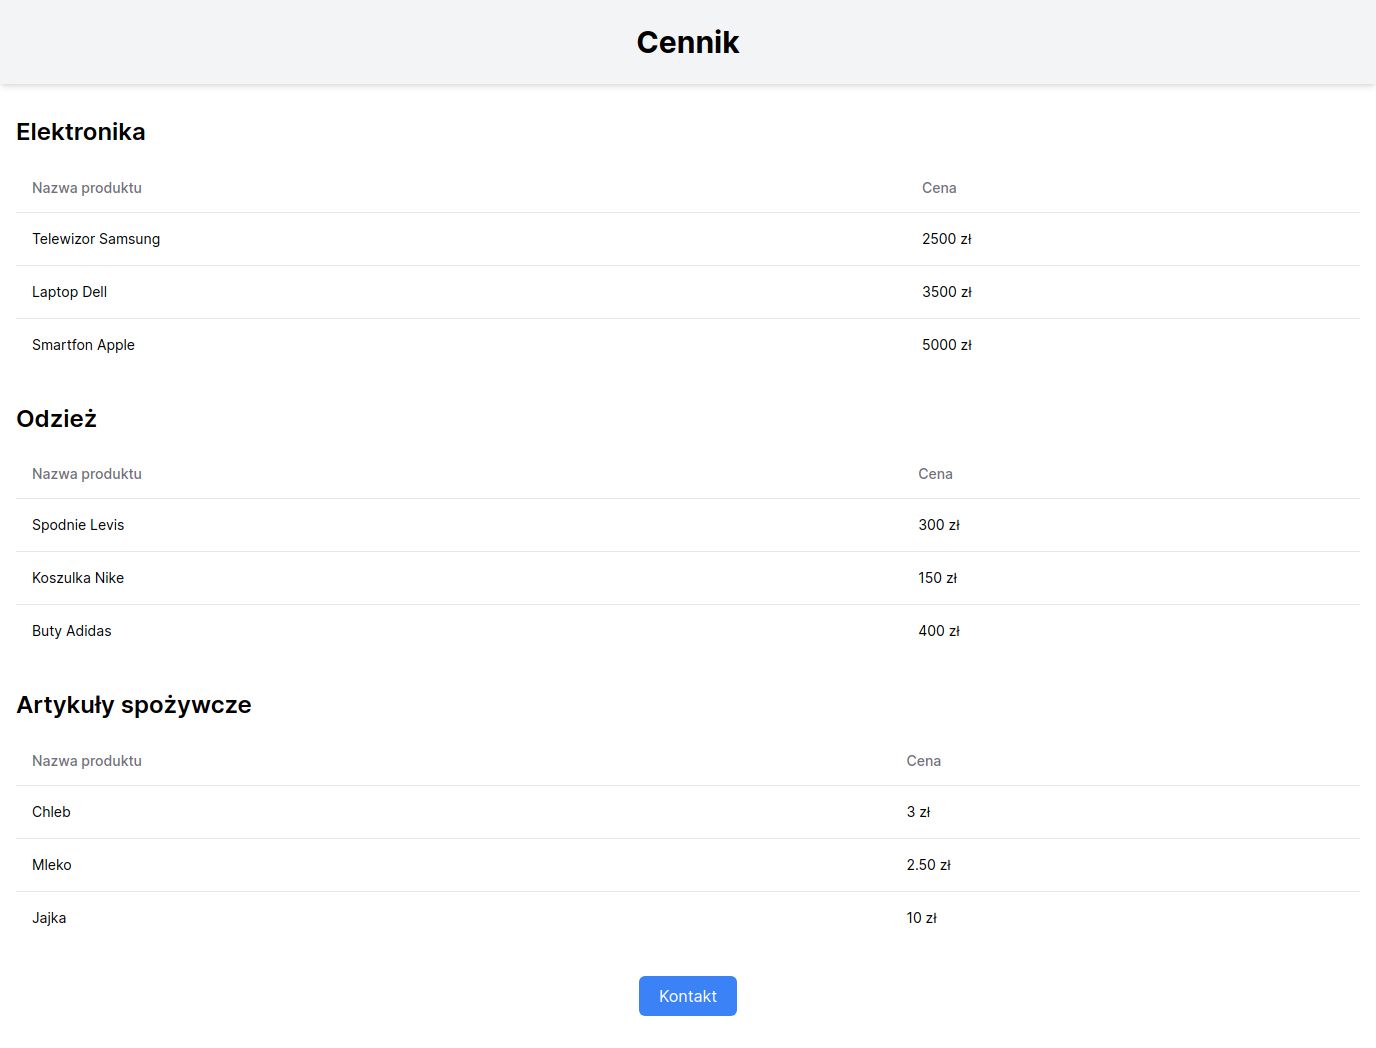 Cennik
Elektronika
Nazwa produktu Cena
Telewizor Samsung 2500 zł
Laptop Dell 3500 zł
Smartfon Apple 5000 zł
Odzież
Nazwa produktu Cena
Spodnie Levis 300 zł
Koszulka Nike 150 zł
Buty Adidas 400 zł
Artykuły spożywcze
Nazwa produktu Cena
Chleb 3 zł
Mleko 2.50 zł
Jajka 10 zł
Kontakt